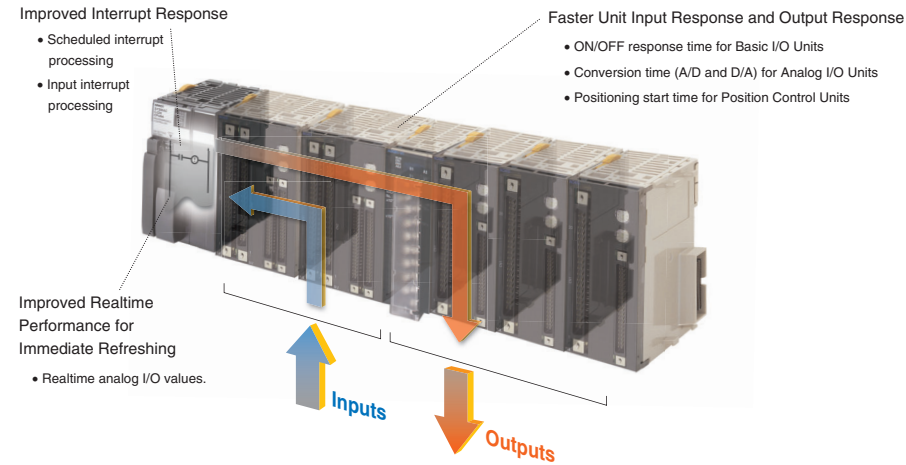 Improved Interrupt Response
• Scheduled interrupt
processing
• Input interrupt
processing
Faster Unit Input Response and Output Response
• ON/OFF response time for Basic I/O Units
• Conversion time (A/D and D/A) for Analog I/O Units
• Positioning start time for Position Control Units
Improved Realtime
Performance for
Immediate Refreshing
• Realtime analog I/O values.
Inputs
Outputs